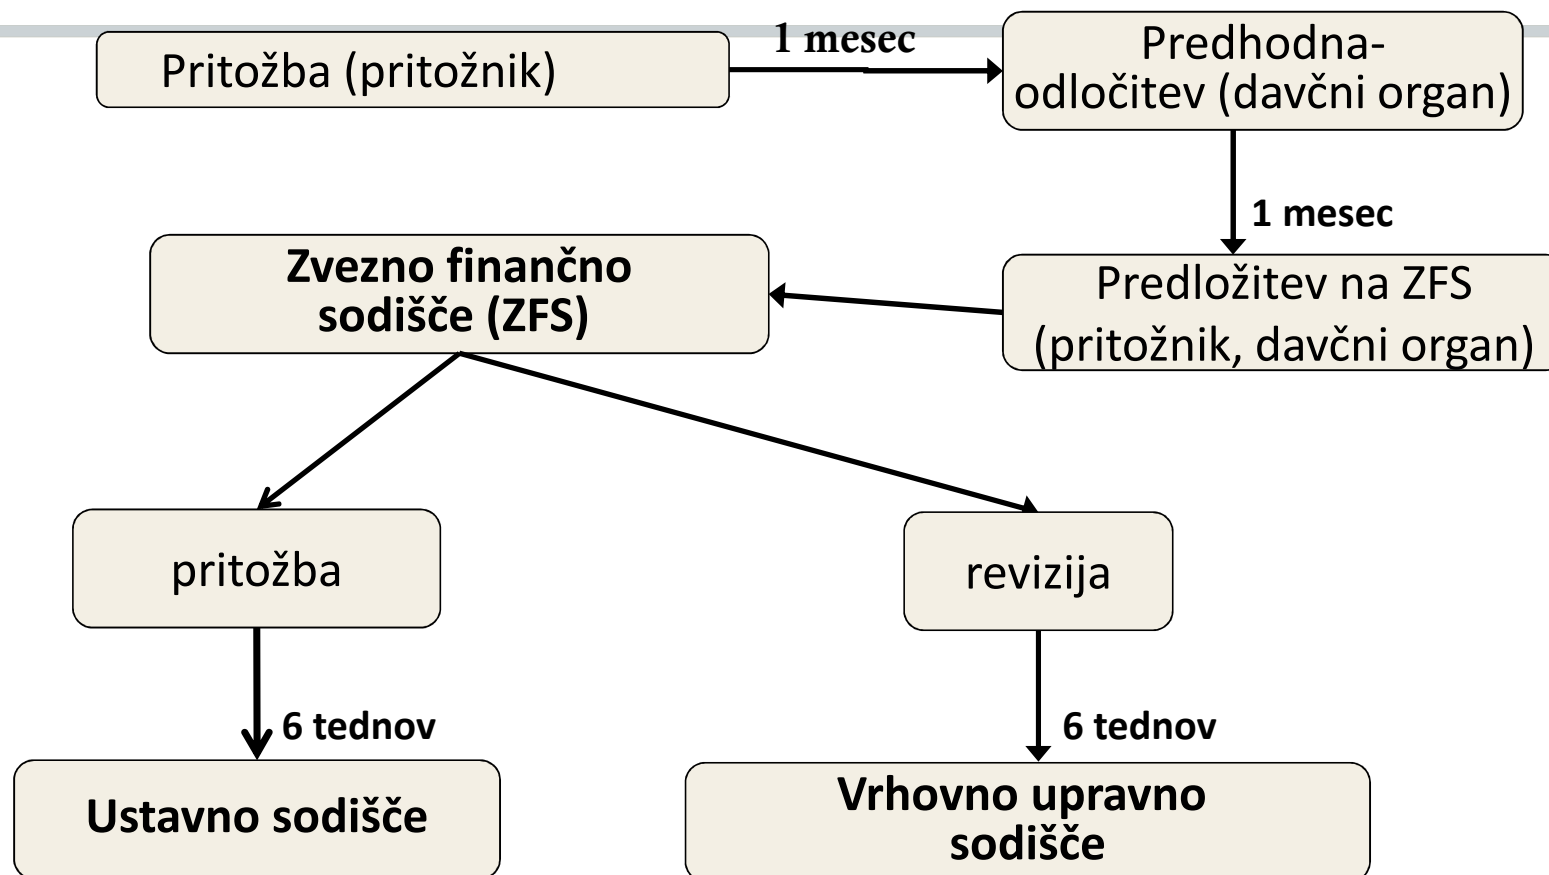 Pritožba (pritožnik)
1 mesec
Predhodna-
odločitev (davčni organ)
1 mesec
Zvezno finančno
sodišče (ZFS)
Predložitev na ZFS
(pritožnik, davčni organ)
pritožba
revizija
6 tednov
6 tednov
Ustavno sodišče
Vrhovno upravno
sodišče